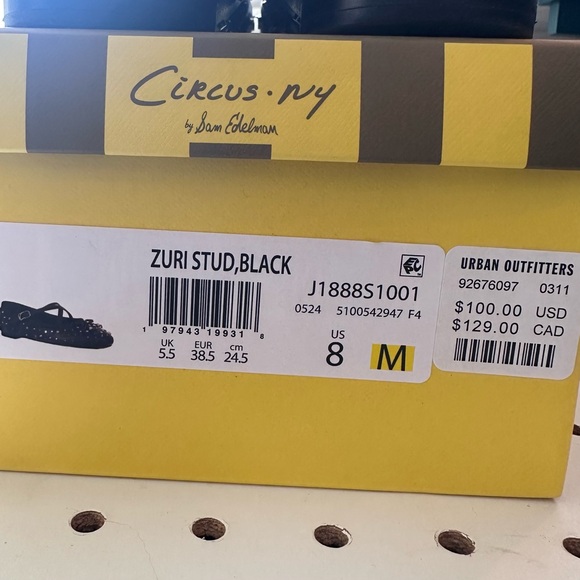 Circus·NY
by Sam Edelman
ZURI STUD,BLACK
1 97943 19931 8
UK EUR cm
5.5 38.5 24.5
J1888S1001
0524 5100542947 F4
US
8 M
URBAN OUTFITTERS
92676097 0311
$100.00 USD
$129.00 CAD